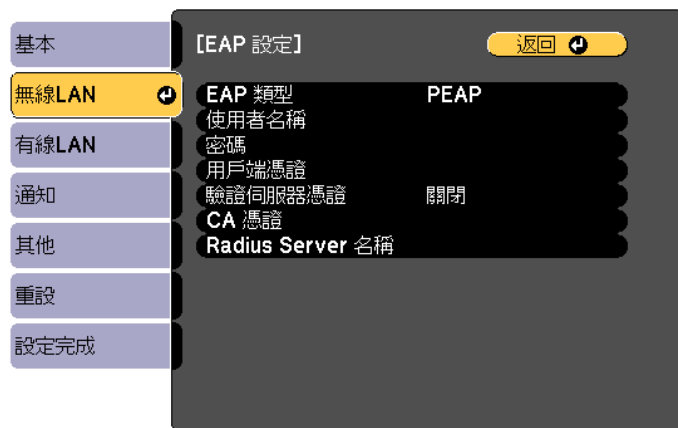 基本
無線LAN
有線LAN
通知
其他
重設
設定完成
[EAP 設定]
返回
EAP 類型 PEAP
使用者名稱
密碼
用戶端憑證
驗證伺服器憑證 關閉
CA 憑證
Radius Server 名稱